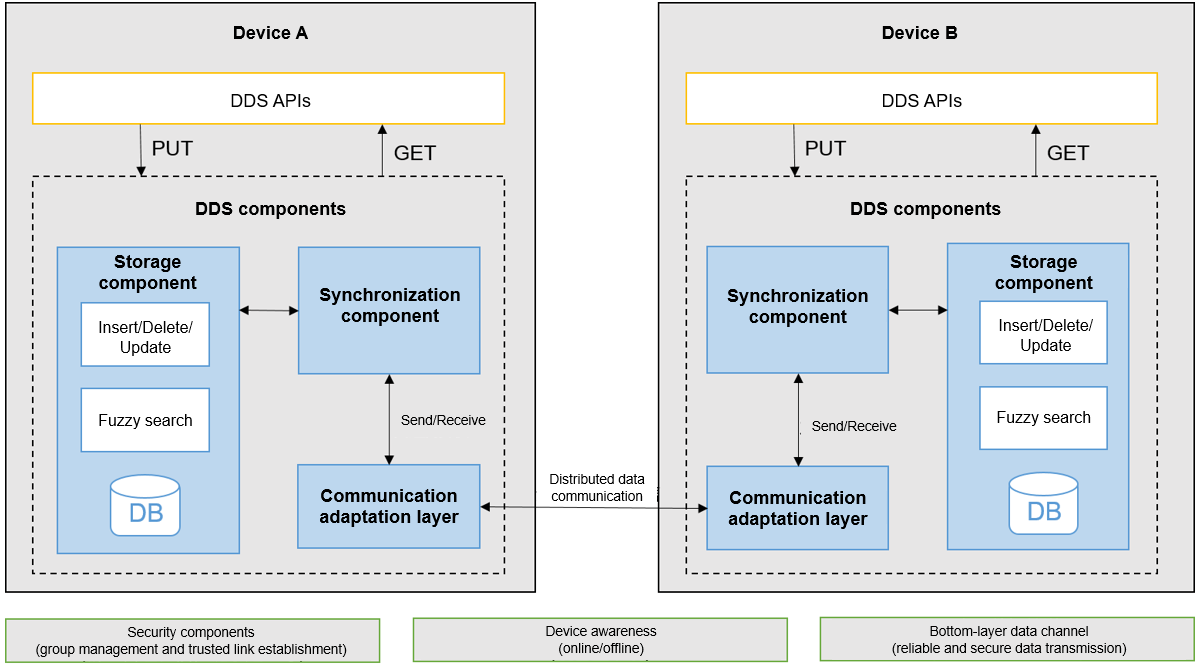 Device A
DDS APIs
PUT
GET
DDS components
Storage
component
Insert/Delete/
Update
Fuzzy search
DB
Synchronization
component
Send/Receive
Communication
adaptation layer
Distributed data
communication
Device B
DDS APIs
PUT
GET
DDS components
Synchronization
component
Send/Receive
Communication
adaptation layer
Storage
component
Insert/Delete/
Update
Fuzzy search
DB
Security components
(group management and trusted link establishment)
Device awareness
(online/offline)
Bottom-layer data channel
(reliable and secure data transmission)